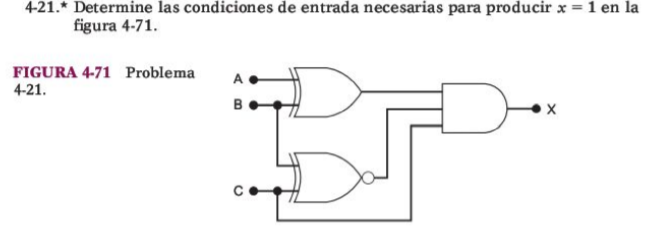 4-21.* Determine las condiciones de entrada necesarias para producir x = 1 en la
figura 4-71.
FIGURA 4-71 Problema
4-21.
A
B
X
C